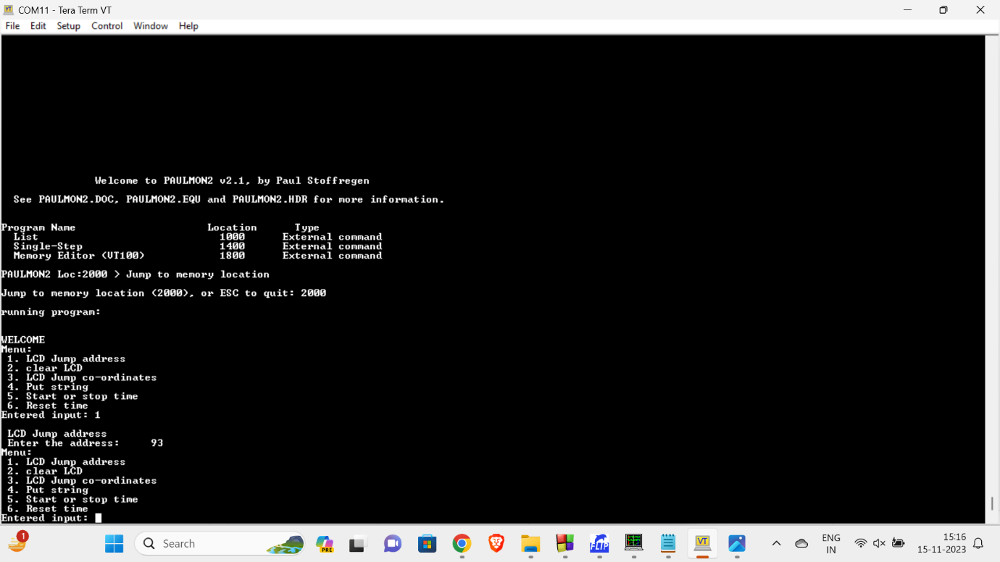 COM11 - Tera Term VT
File Edit Setup Control Window Help
Welcome to PAULMON2 v2.1, by Paul Stoffregen
See PAULMON2.DOC, PAULMON2.EQU and PAULMON2.HDR for more information.
Program Name Location Type
List 1000 External command
Single-Step 1400 External command
Memory Editor (VT100) 1800 External command
PAULMON2 Loc:2000 > Jump to memory location
Jump to memory location (2000), or ESC to quit: 2000
running program:
WELCOME
Menu:
1. LCD Jump address
2. clear LCD
3. LCD Jump co-ordinates
4. Put string
5. Start or stop time
6. Reset time
Entered input: 1
LCD Jump address
Enter the address: 93
Menu:
1. LCD Jump address
2. clear LCD
3. LCD Jump co-ordinates
4. Put string
5. Start or stop time
6. Reset time
Entered input:
1 Search PRE FLIP VT ENG 15:16
IN 15-11-2023